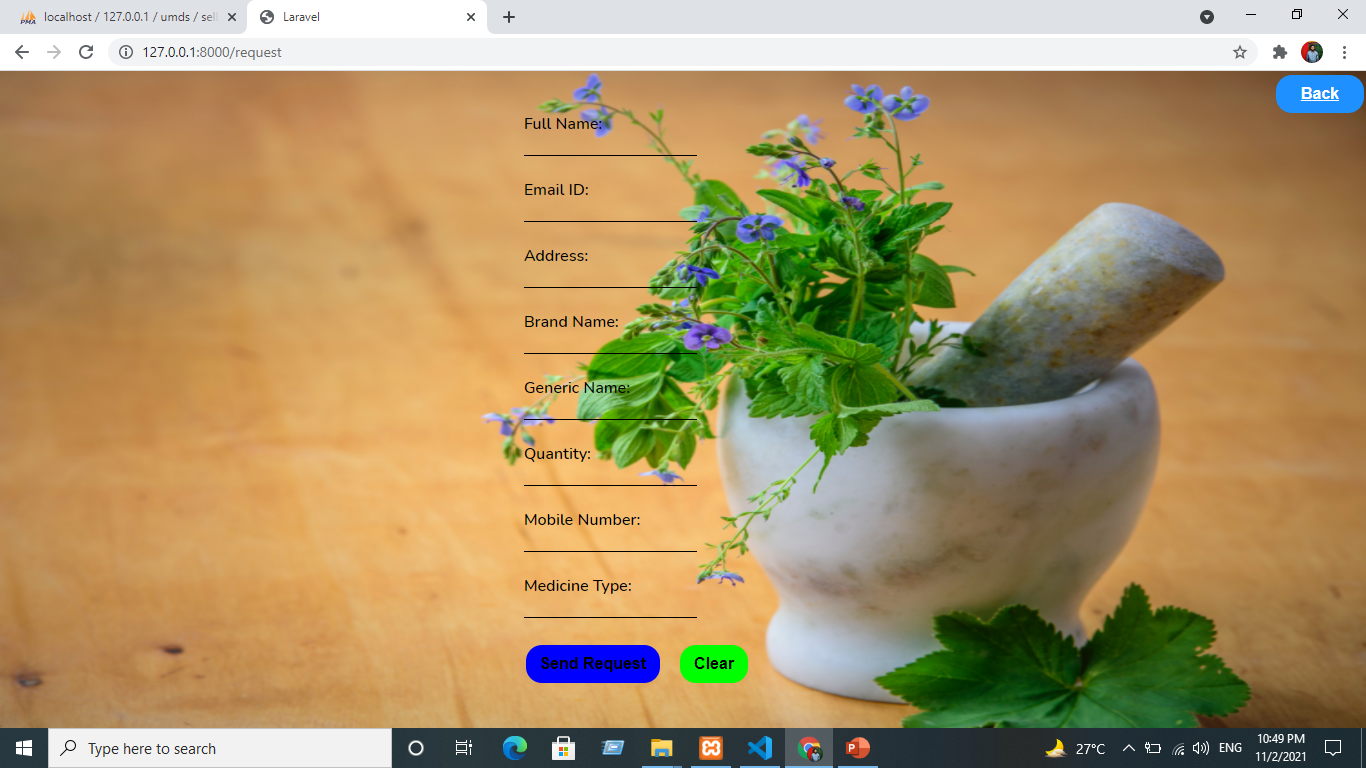 localhost / 127.0.0.1 / umds / sell
Laravel
127.0.0.1:8000/request
Back
Full Name:
Email ID:
Address:
Brand Name:
Generic Name:
Quantity:
Mobile Number:
Medicine Type:
Send Request
Clear
Type here to search
27°C
ENG
10:49 PM
11/2/2021